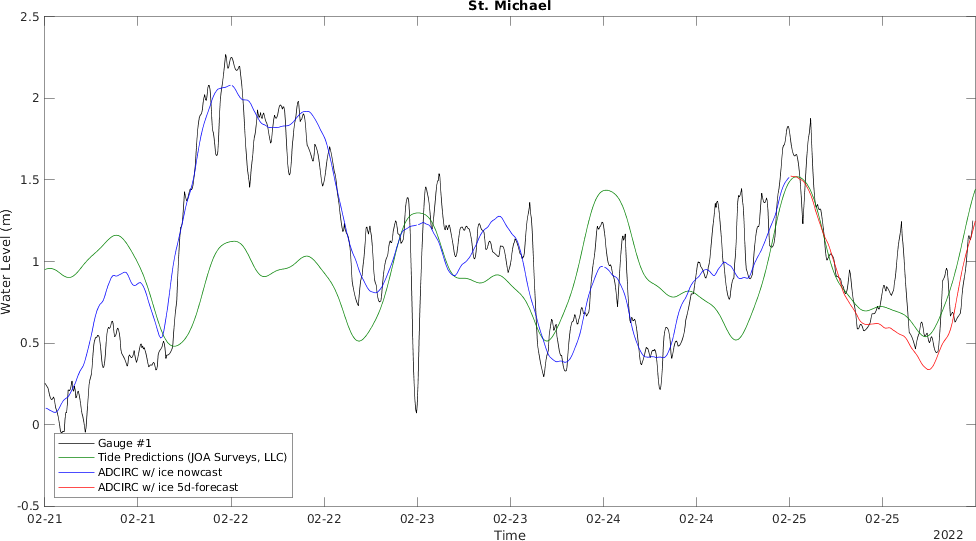 St. Michael
2.5
2
1.5
1
0.5
0
-0.5
Water Level (m)
Gauge #1
Tide Predictions (JOA Surveys, LLC)
ADCIRC w/ ice nowcast
ADCIRC w/ ice 5d-forecast
02-21 02-21 02-22 02-22 02-23 02-23 02-24 02-24 02-25 02-25
Time
2022